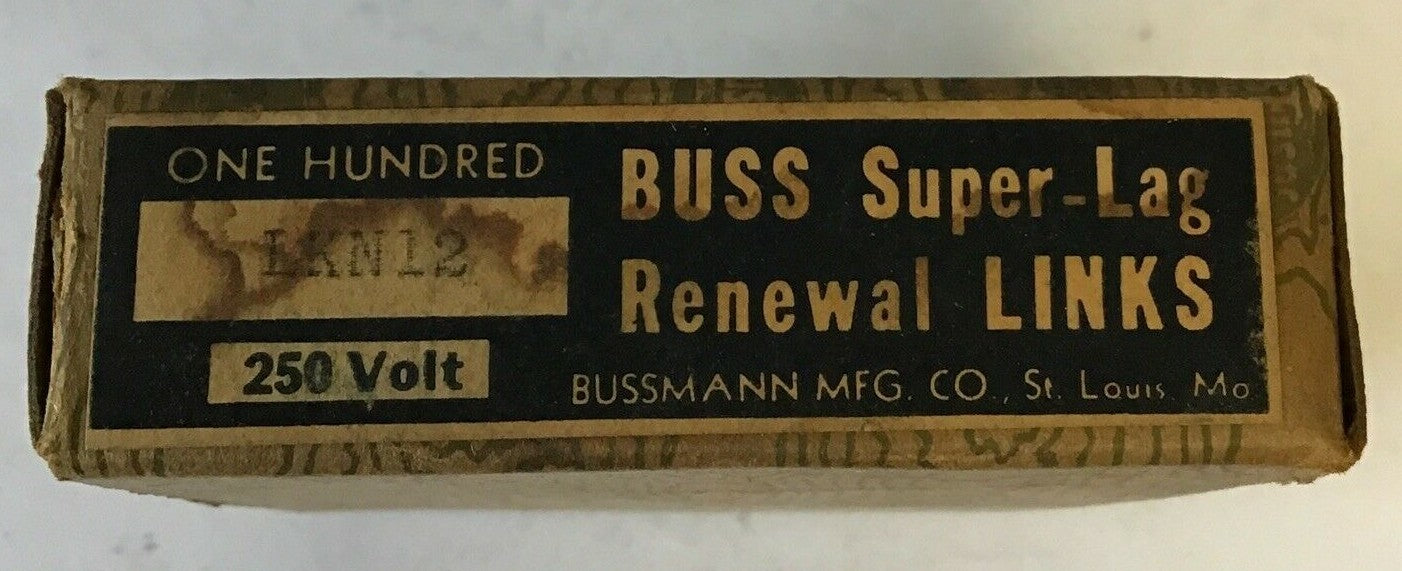 ONE HUNDRED
LKN12
250 Volt
BUSS Super-Lag
Renewal LINKS
BUSSMANN MFG. CO., St. Louis Mo